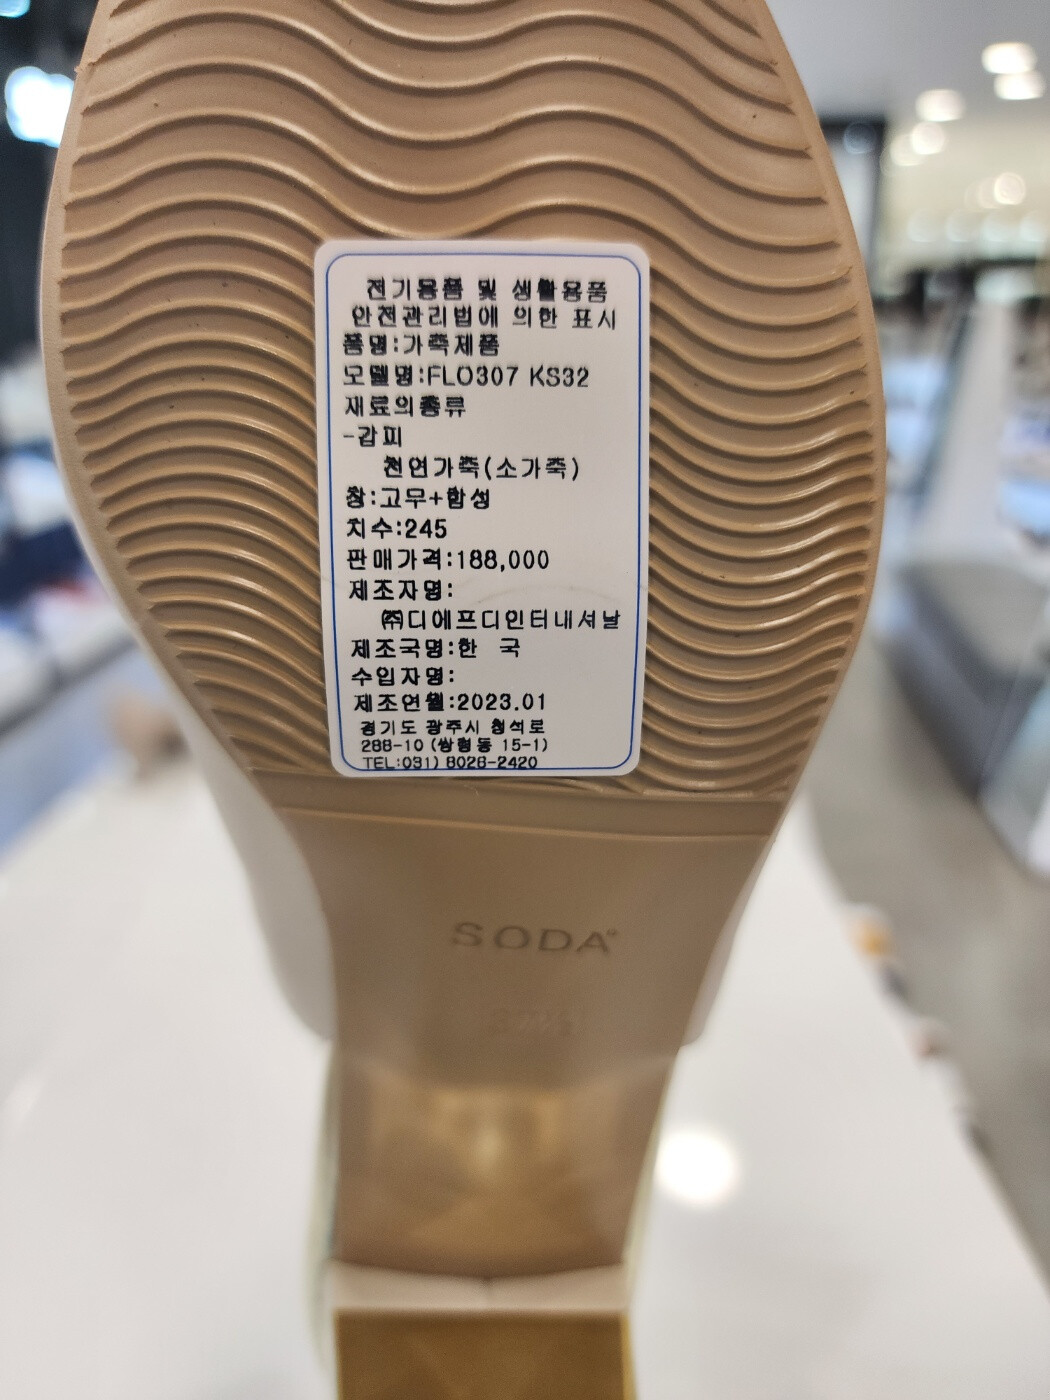 전기용품 및 생활용품
안전관리법에 의한 표시
품명:가죽제품
모델명:FLO307 KS32
재료의종류
-갑피
천연가죽(소가죽)
창:고무+합성
치수:245
판매가격:188,000
제조자명:
㈜디에프디인터내셔날
제조국명:한 국
수입자명:
제조연월:2023.01
경기도 광주시 청석로
288-10 (쌍령동 15-1)
TEL:031) 8026-2420
SODA